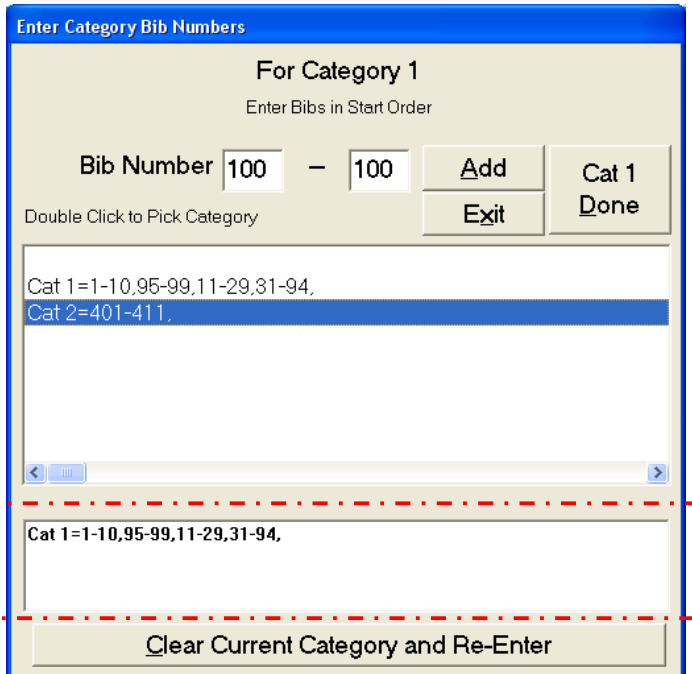 Enter Category Bib Numbers
For Category 1
Enter Bibs in Start Order
Bib Number 100 – 100 Add
Cat 1
Done
Double Click to Pick Category Exit
Cat 1=1-10,95-99,11-29,31-94,
Cat 2=401-411,
Cat 1=1-10,95-99,11-29,31-94,
Clear Current Category and Re-Enter